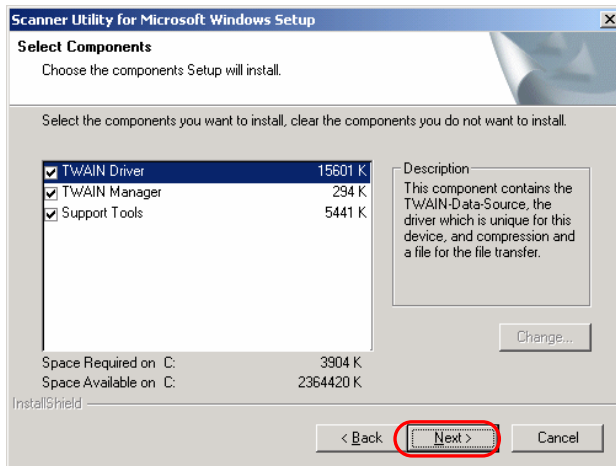 Scanner Utility for Microsoft Windows Setup
Select Components
Choose the components Setup will install.
Select the components you want to install, clear the components you do not want to install.
TWAIN Driver 15601 K
TWAIN Manager 294 K
Support Tools 5441 K
Description
This component contains the
TWAIN-Data-Source, the
driver which is unique for this
device, and compression and
a file for the file transfer.
Change...
Space Required on C: 3904 K
Space Available on C: 2364420 K
InstallShield
< Back
Next >
Cancel